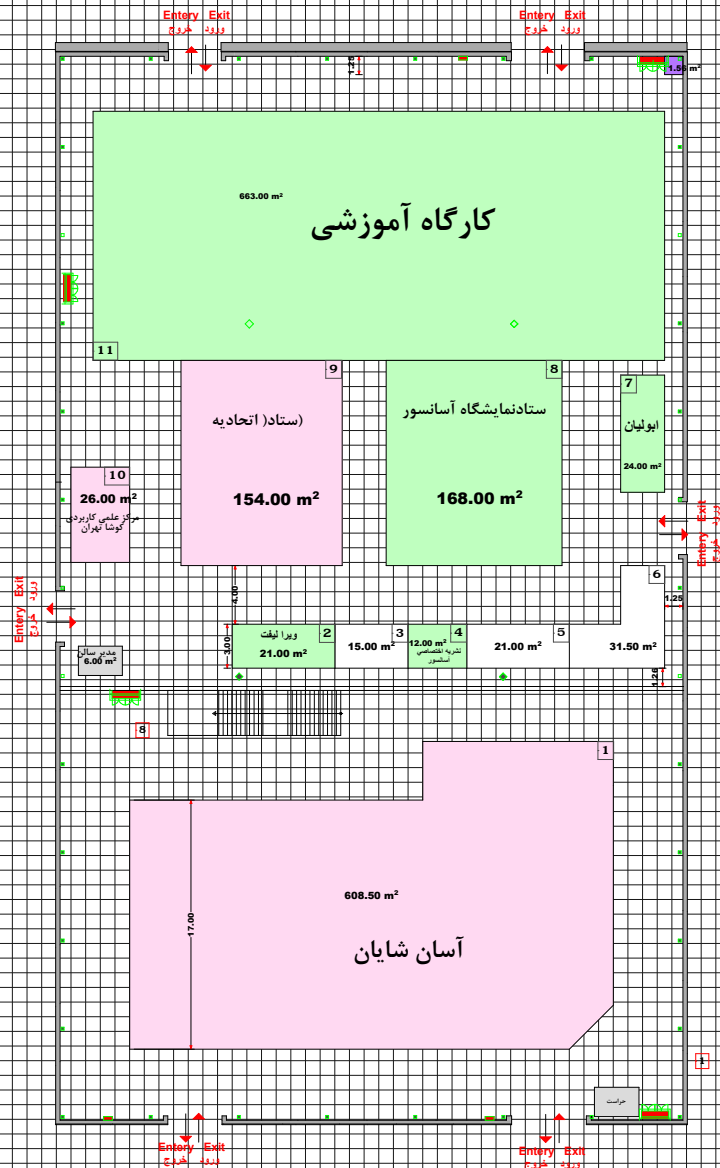 Entery Exit
خروج ورود
Entery Exit
خروج ورود
1.25
1.56 m²
663.00 m²
کارگاه آموزشی
11
9
8
7
ستاد( اتحادیه)
ستادنمایشگاه آسانسور
ابولیان
154.00 m²
168.00 m²
24.00 m²
10
26.00 m²
مرکز علمی کاربردی
کوشا تهران
Entery Exit
خروج ورود
Entery Exit
خروج ورود
4.00
6
1.25
3.00
ویرا لیفت
2
21.00 m²
3
15.00 m²
4
12.00 m²
نشریه اختصاصی
آسانسور
5
21.00 m²
31.50 m²
1.25
مدیر سالن
6.00 m²
8
1
17.00
608.50 m²
آسان شایان
1
حراست
Entery Exit
خروج ورود
Entery Exit
خروج ورود